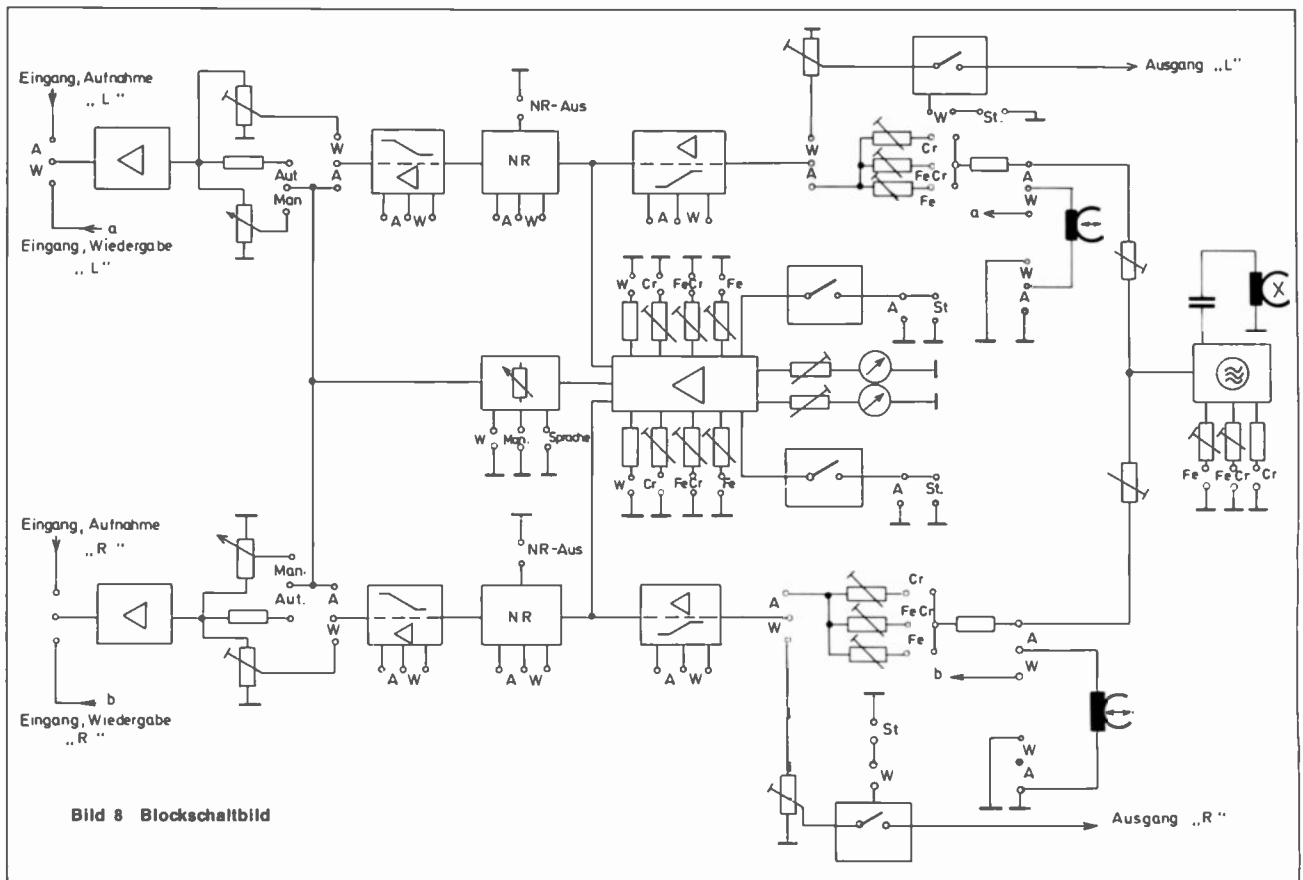 Eingang, Aufnahme
„L"
A
W
a
Eingang, Wiedergabe
„L"
Aut
Man
W
A
A W
NR-Aus
NR
A W
A W
W
A
Cr
FeCr
Fe
W St.
Ausgang „L"
A
W
a
W
A
X
W Cr FeCr Fe
A St
W Man. Sprache
W Cr FeCr Fe
A St.
Fe FeCr Cr
Eingang, Aufnahme
„R"
b
Eingang, Wiedergabe
„R"
Man.
Aut.
A
W
A W
NR-Aus
NR
A W
A W
A
W
Cr
FeCr
Fe
A
W
b
St
W
W
A
Ausgang „R"
Bild 8 Blockschaltbild